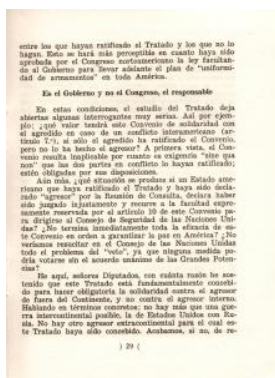 entre los que hayan ratificado el Tratado y los que no lo
hagan. Esto se hará más perceptible en cuanto haya sido
aprobada por el Congreso norteamericano la ley facultan-
do al Gobierno para llevar adelante el plan de "uniformi-
dad de armamentos" en toda América.
Es el Gobierno y no el Congreso, el responsable
En estas condiciones, el estudio del Tratado deja
abiertas algunas interrogantes muy serias. Así por ejem-
plo: ¿qué valor tendrá este Convenio de solidaridad con
el agredido en caso de un conflicto interamericano (ar-
tículo 7.o), si sólo el agredido ha ratificado el Convenio,
pero no lo ha hecho el agresor? A primera vista, el Con-
venio resulta inaplicable por cuanto es exigencia "sine qua
non" que las dos partes en conflicto lo hayan ratificado;
estén obligadas por sus disposiciones.
Aún más. ¿qué situación se produce si un Estado ame-
ricano que haya ratificado el Tratado y haya sido decla-
rado "agresor" por la Reunión de Consulta, declara haber
sido juzgado injustamente y recurre a la facultad expre-
samente reservada por el artículo 10 de este Convenio pa-
ra dirigirse al Consejo de Seguridad de las Naciones Uni-
das? ¿No termina inmediatamente toda la eficacia de es-
te Convenio en orden a garantizar la paz en América? ¿No
veríamos resucitar en el Consejo de las Naciones Unidas
todo el problema del "veto", ya que ninguna medida po-
dría votarse sin el acuerdo unánime de las Grandes Poten-
cias?
He aquí, señores Diputados, con cuánta razón he sos-
tenido que este Tratado está fundamentalmente concebi-
do para hacer obligatoria la solidaridad contra el agresor
de fuera del Continente, y no contra el agresor interno.
Hablando en términos concretos: no hay más que una gue-
rra intercontinental posible, la de Estados Unidos con Ru-
sia. No hay otro agresor extracontinental para el cual es-
te Tratado haya sido concebido. Acabamos, si no, de re-
( 29 (